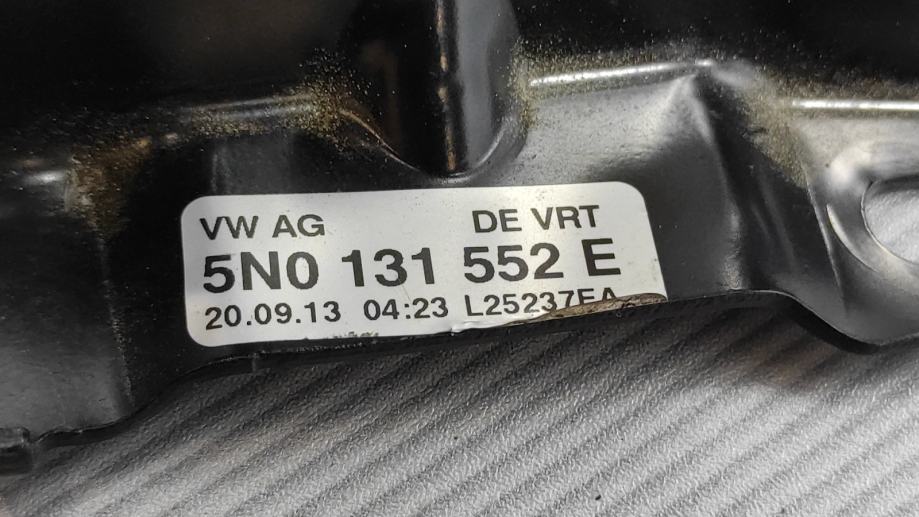 VW AG DE VRT
5N0 131 552 E
20.09.13 04:23 L25237EA